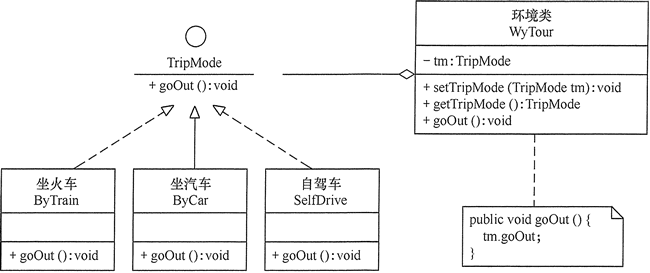 TripMode
+ goOut ():void
环境类
WyTour
- tm:TripMode
+ setTripMode (TripMode tm):void
+ getTripMode ():TripMode
+ goOut ():void
坐火车
ByTrain
+ goOut ():void
坐汽车
ByCar
+ goOut ():void
自驾车
SelfDrive
+ goOut ():void
public void goOut () {
tm.goOut;
}